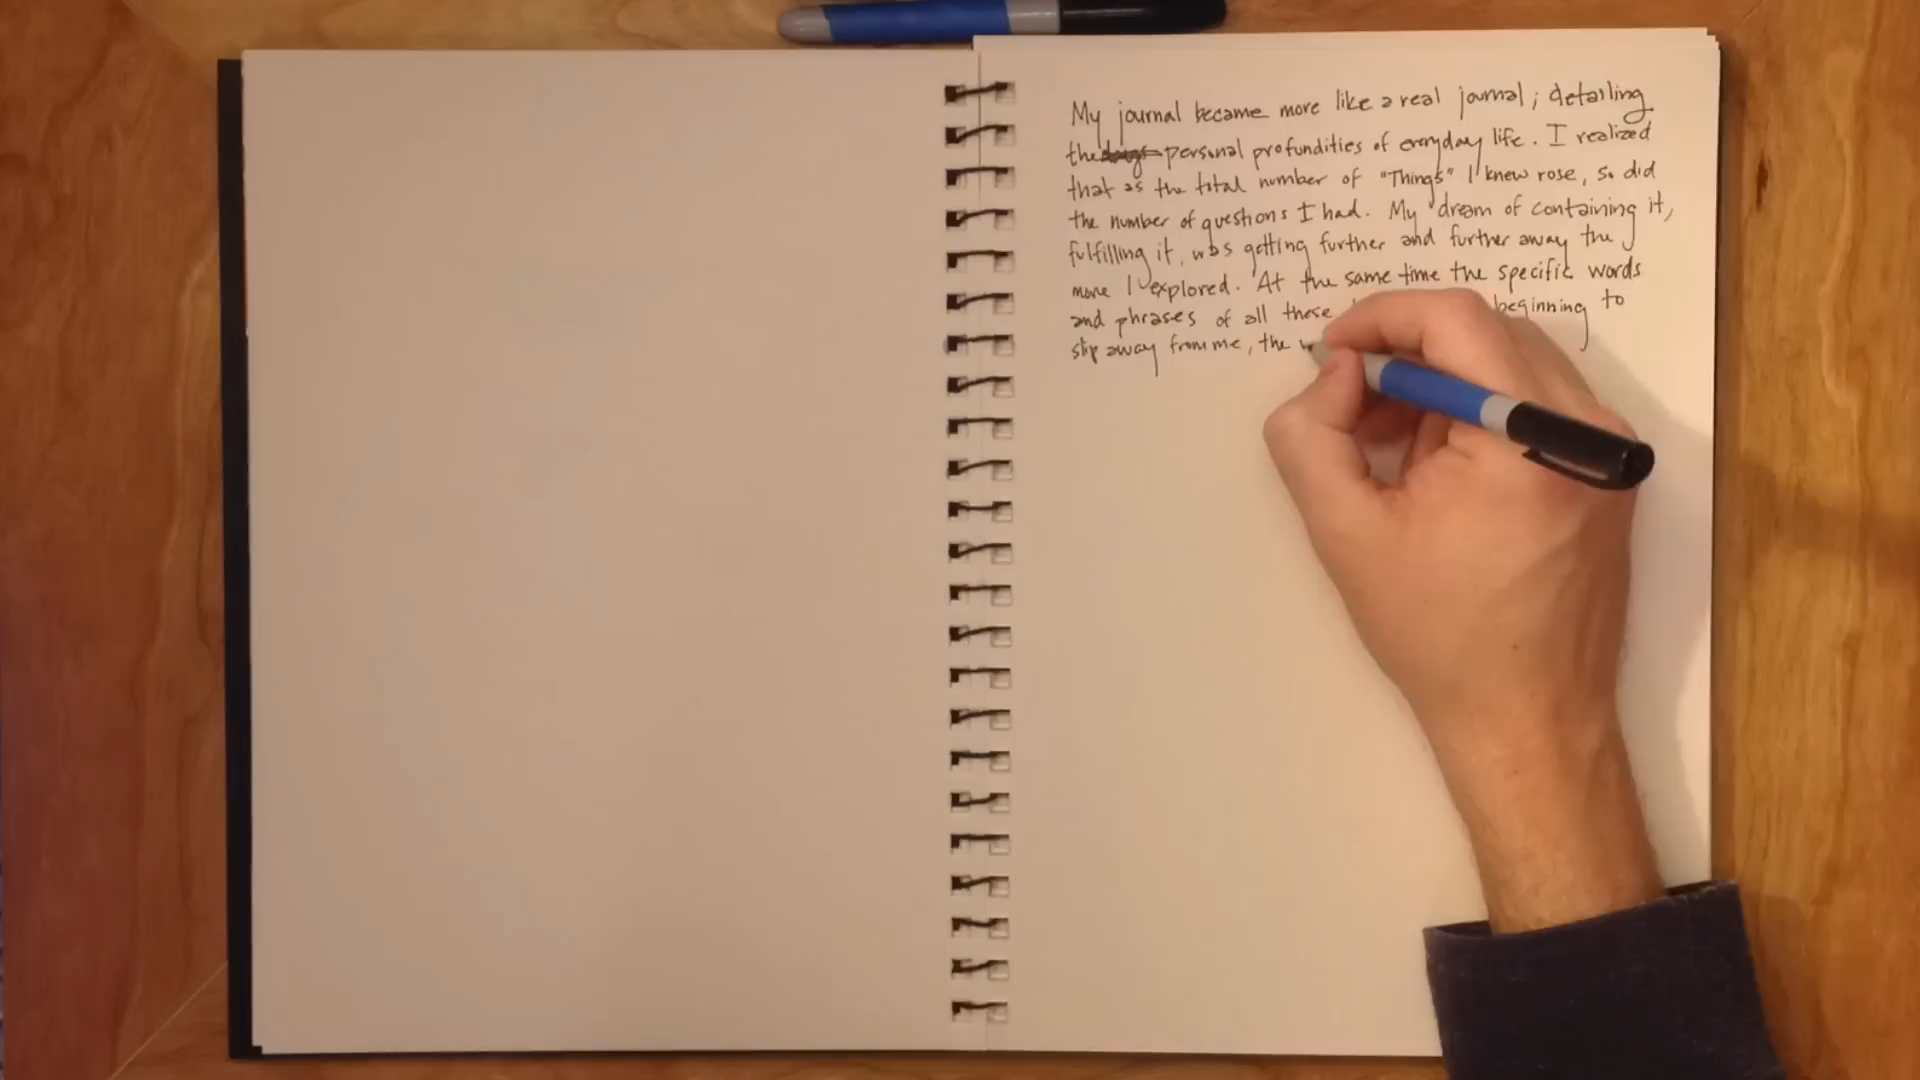 My journal became more like a real journal; detailing
the personal profundities of everyday life. I realized
that as the total number of "Things" I knew rose, so did
the number of questions I had. My dream of containing it,
fulfilling it, was getting further and further away the
more I explored. At the same time the specific words
and phrases of all these beginning to
slip away from me, the